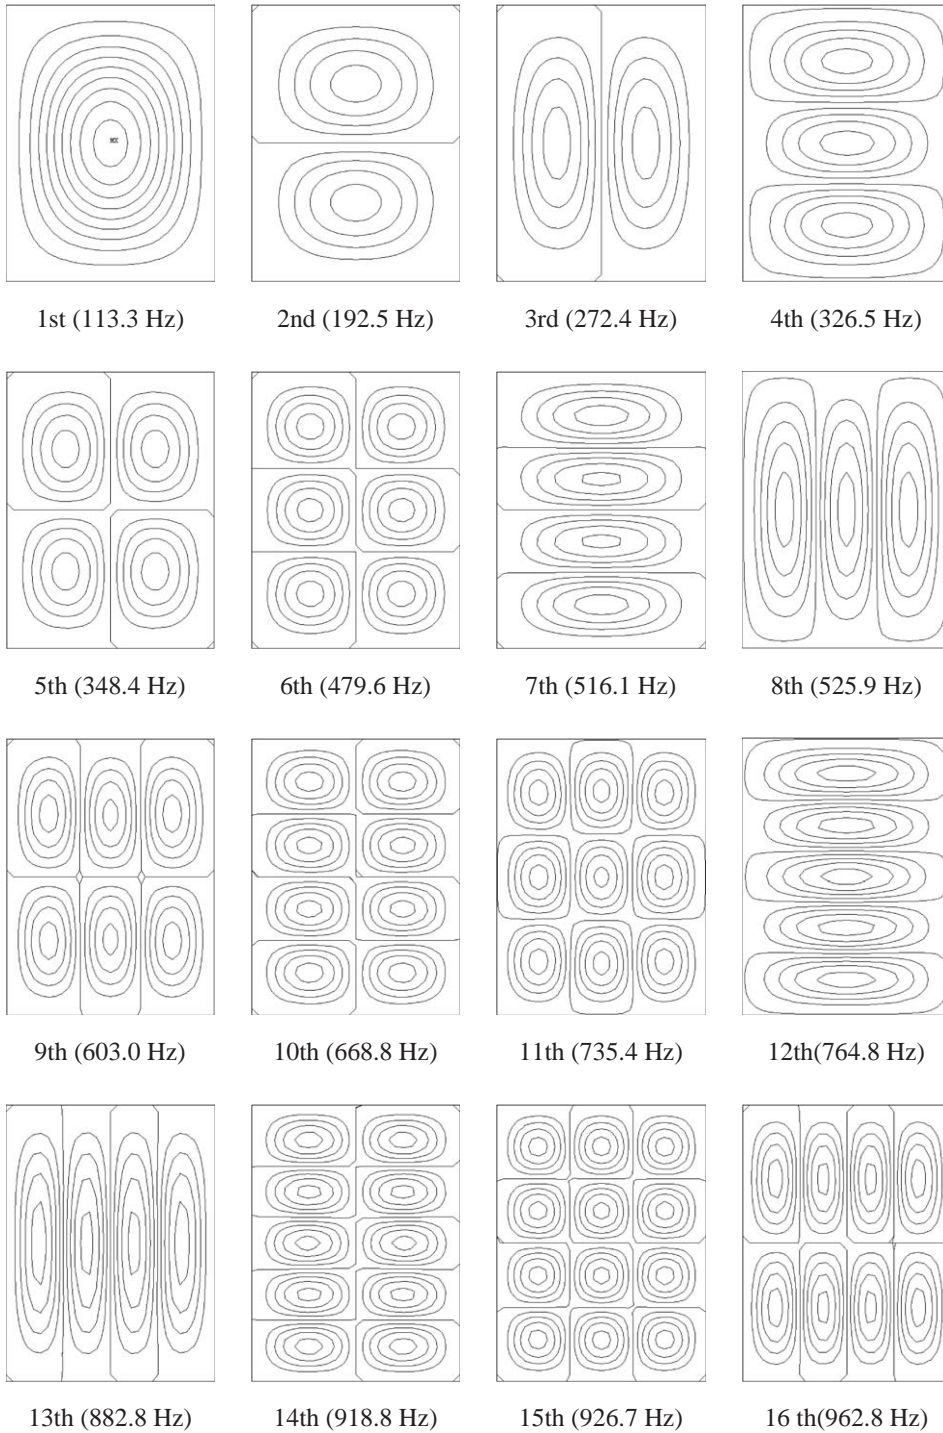 1st (113.3 Hz) 2nd (192.5 Hz) 3rd (272.4 Hz) 4th (326.5 Hz)
5th (348.4 Hz) 6th (479.6 Hz) 7th (516.1 Hz) 8th (525.9 Hz)
9th (603.0 Hz) 10th (668.8 Hz) 11th (735.4 Hz) 12th(764.8 Hz)
13th (882.8 Hz) 14th (918.8 Hz) 15th (926.7 Hz) 16 th(962.8 Hz)